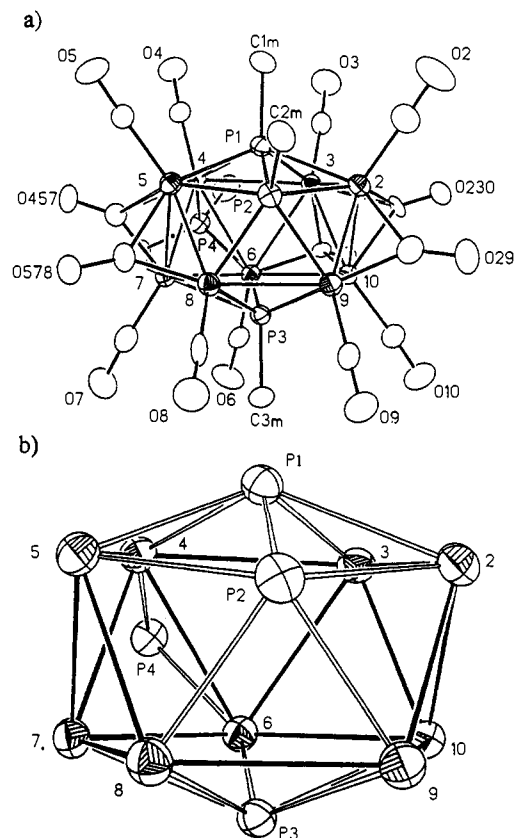 a)
O5 O4 C1m O3 O2
C2m
P1
4 3
5 2
O457 P2 O230
P4
6
O578 O29
7 8 9 10
P3
O7 O8 O6 O10
C3m O9
b)
P1
5 4 3 2
P2
P4
6
7. 10
8 9
P3